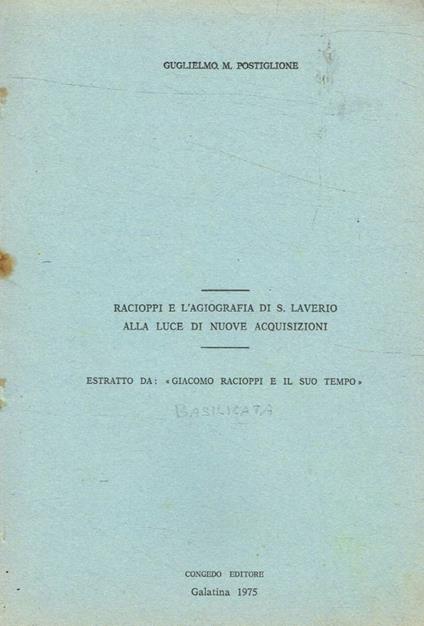 GUGLIELMO. M. POSTIGLIONE
RACIOPPI E L'AGIOGRAFIA DI S. LAVERIO
ALLA LUCE DI NUOVE ACQUISIZIONI
ESTRATTO DA: «GIACOMO RACIOPPI E IL SUO TEMPO»
BASILICATA
CONGEDO EDITORE
Galatina 1975